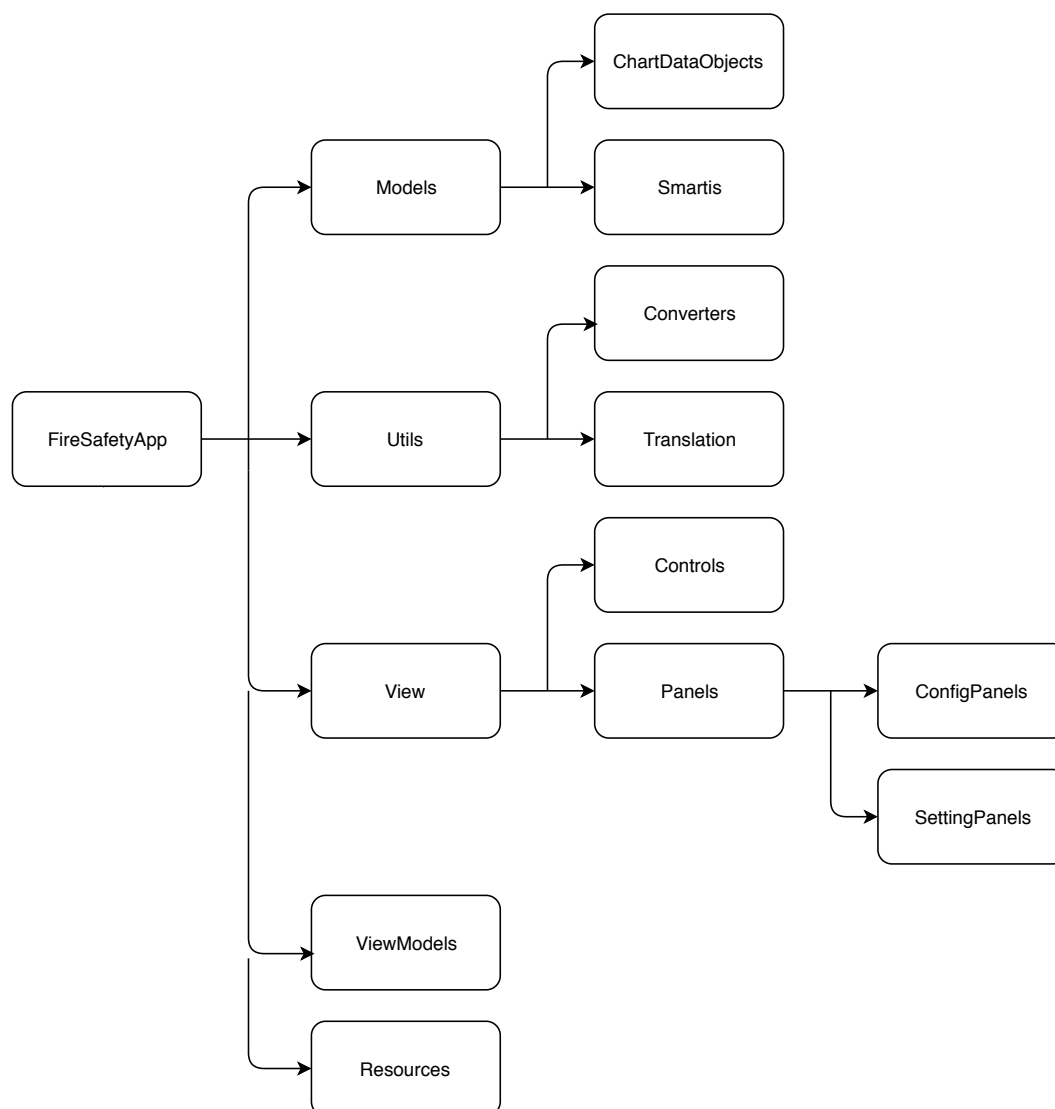 FireSafetyApp
Models
ChartDataObjects
Smartis
Utils
Converters
Translation
View
Controls
Panels
ConfigPanels
SettingPanels
ViewModels
Resources